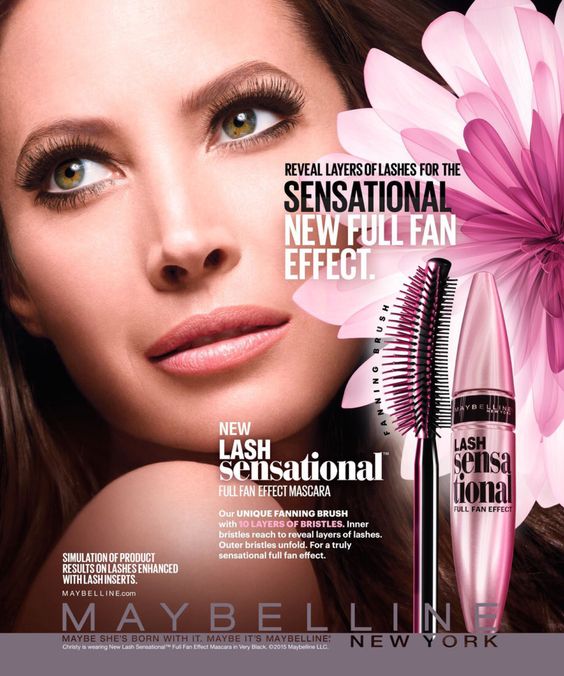 REVEAL LAYERS OF LASHES FOR THE
SENSATIONAL
NEW FULL FAN
EFFECT.
FANNING BRUSH
NEW
LASH
sensational™
FULL FAN EFFECT MASCARA
Our UNIQUE FANNING BRUSH
with 10 LAYERS OF BRISTLES. Inner
bristles reach to reveal layers of lashes.
Outer bristles unfold. For a truly
sensational full fan effect.
MAYBELLINE
NEW YORK
LASH
sensa
tional
FULL FAN EFFECT
SIMULATION OF PRODUCT
RESULTS ON LASHES ENHANCED
WITH LASH INSERTS.
MAYBELLINE.com
MAYBELLINE
NEW YORK
MAYBE SHE'S BORN WITH IT. MAYBE IT'S MAYBELLINE.®
Christy is wearing New Lash Sensational™ Full Fan Effect Mascara in Very Black. ©2015 Maybelline LLC.